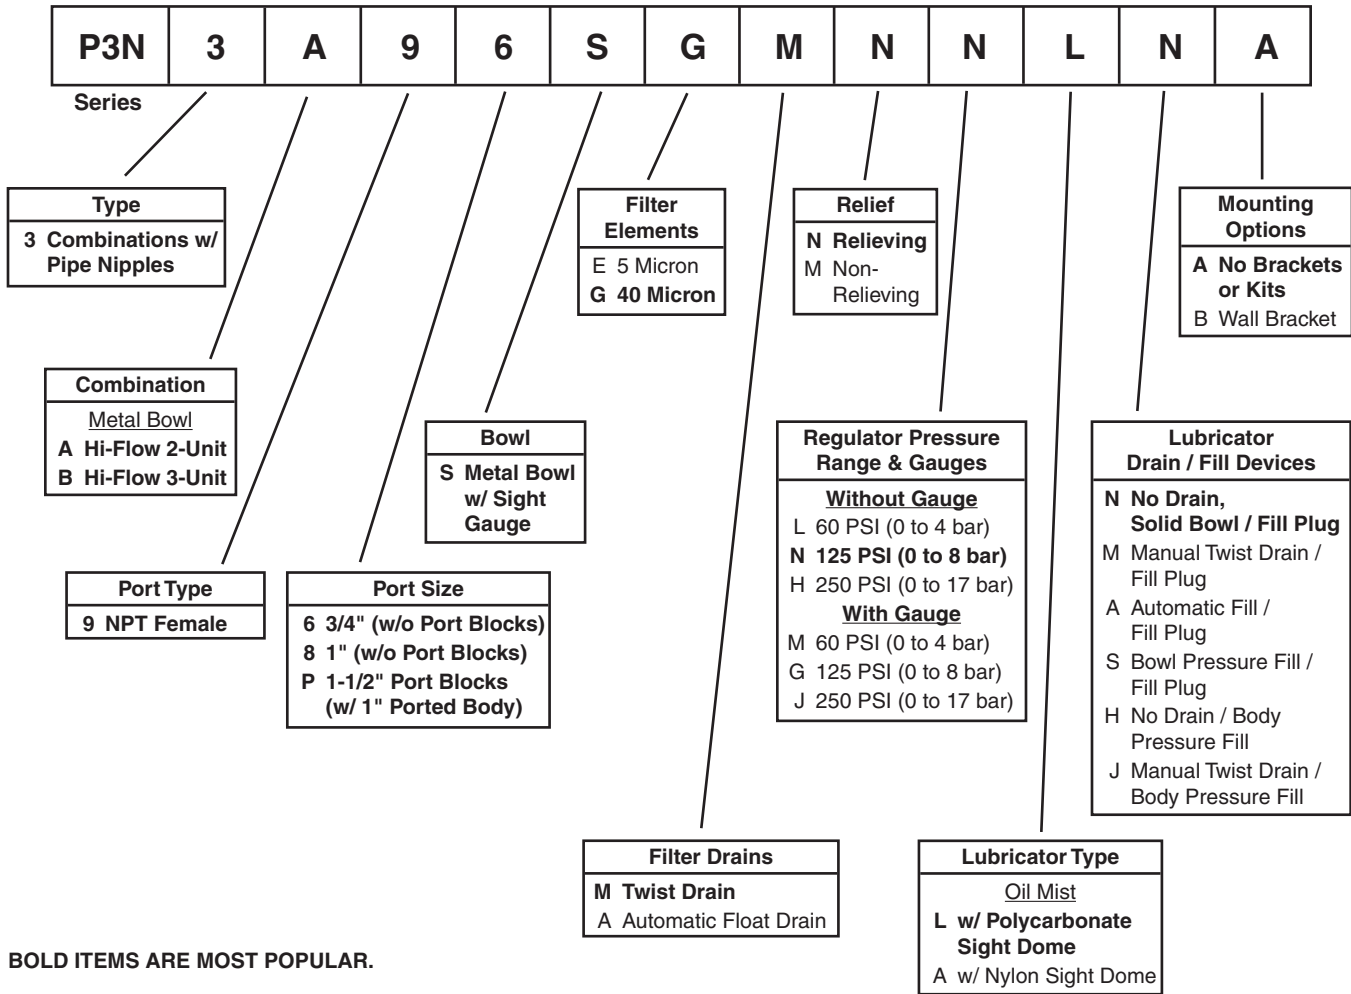 P3N 3 A 9 6 S G M N N L N A
Series
Type
3 Combinations w/
Pipe Nipples
Filter
Elements
E 5 Micron
G 40 Micron
Relief
N Relieving
M Non-
Relieving
Mounting
Options
A No Brackets
or Kits
B Wall Bracket
Combination
Metal Bowl
A Hi-Flow 2-Unit
B Hi-Flow 3-Unit
Bowl
S Metal Bowl
w/ Sight
Gauge
Regulator Pressure
Range & Gauges
Without Gauge
L 60 PSI (0 to 4 bar)
N 125 PSI (0 to 8 bar)
H 250 PSI (0 to 17 bar)
With Gauge
M 60 PSI (0 to 4 bar)
G 125 PSI (0 to 8 bar)
J 250 PSI (0 to 17 bar)
Lubricator
Drain / Fill Devices
N No Drain,
Solid Bowl / Fill Plug
M Manual Twist Drain /
Fill Plug
A Automatic Fill /
Fill Plug
S Bowl Pressure Fill /
Fill Plug
H No Drain / Body
Pressure Fill
J Manual Twist Drain /
Body Pressure Fill
Port Type
9 NPT Female
Port Size
6 3/4" (w/o Port Blocks)
8 1" (w/o Port Blocks)
P 1-1/2" Port Blocks
(w/ 1" Ported Body)
Filter Drains
M Twist Drain
A Automatic Float Drain
Lubricator Type
Oil Mist
L w/ Polycarbonate
Sight Dome
A w/ Nylon Sight Dome
BOLD ITEMS ARE MOST POPULAR.